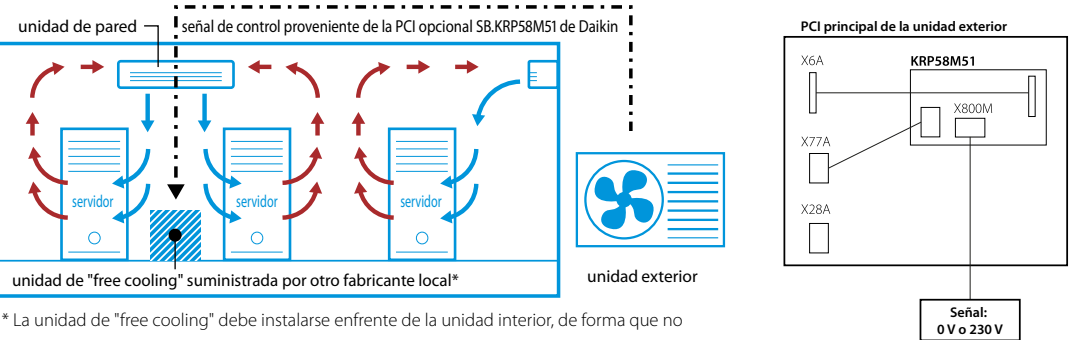 unidad de pared
señal de control proveniente de la PCI opcional SB.KRP58M51 de Daikin
servidor
servidor
servidor
unidad de "free cooling" suministrada por otro fabricante local*
unidad exterior
* La unidad de "free cooling" debe instalarse enfrente de la unidad interior, de forma que no
PCI principal de la unidad exterior
X6A
KRP58M51
X800M
X77A
X28A
Señal:
0 V o 230 V